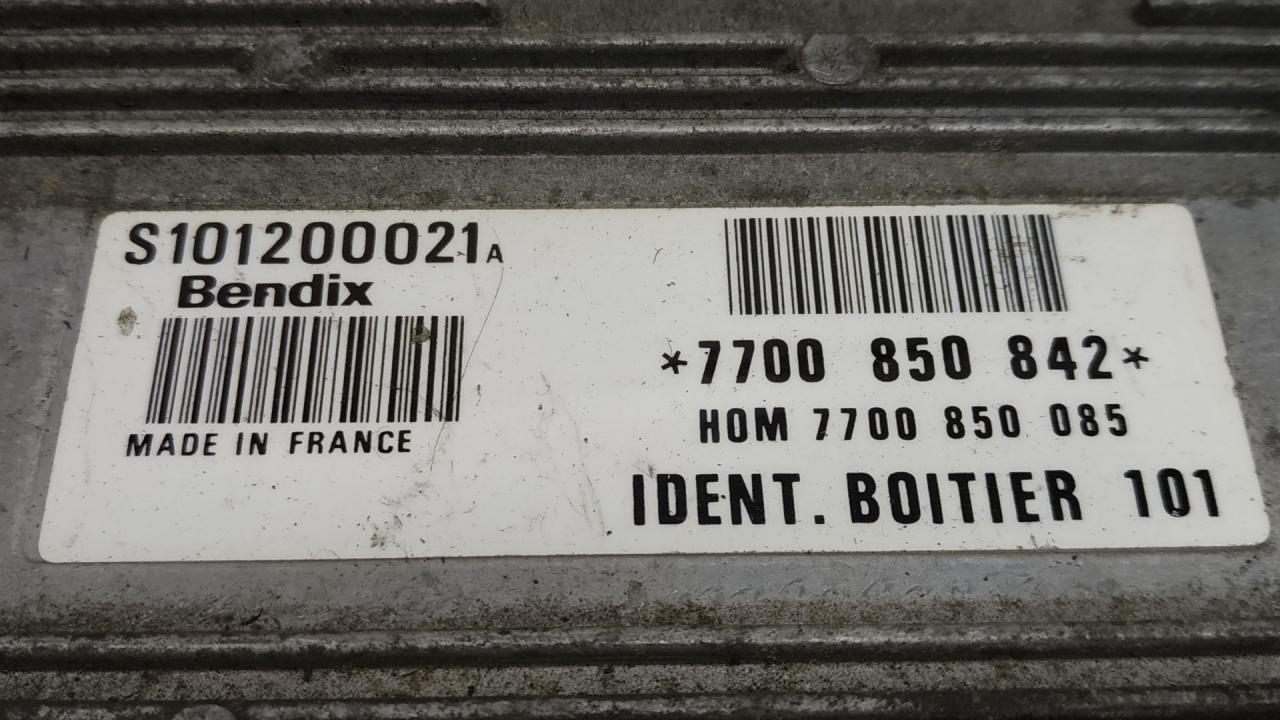 S101200021A
Bendix
MADE IN FRANCE
*7700 850 842*
HOM 7700 850 085
IDENT. BOITIER 101